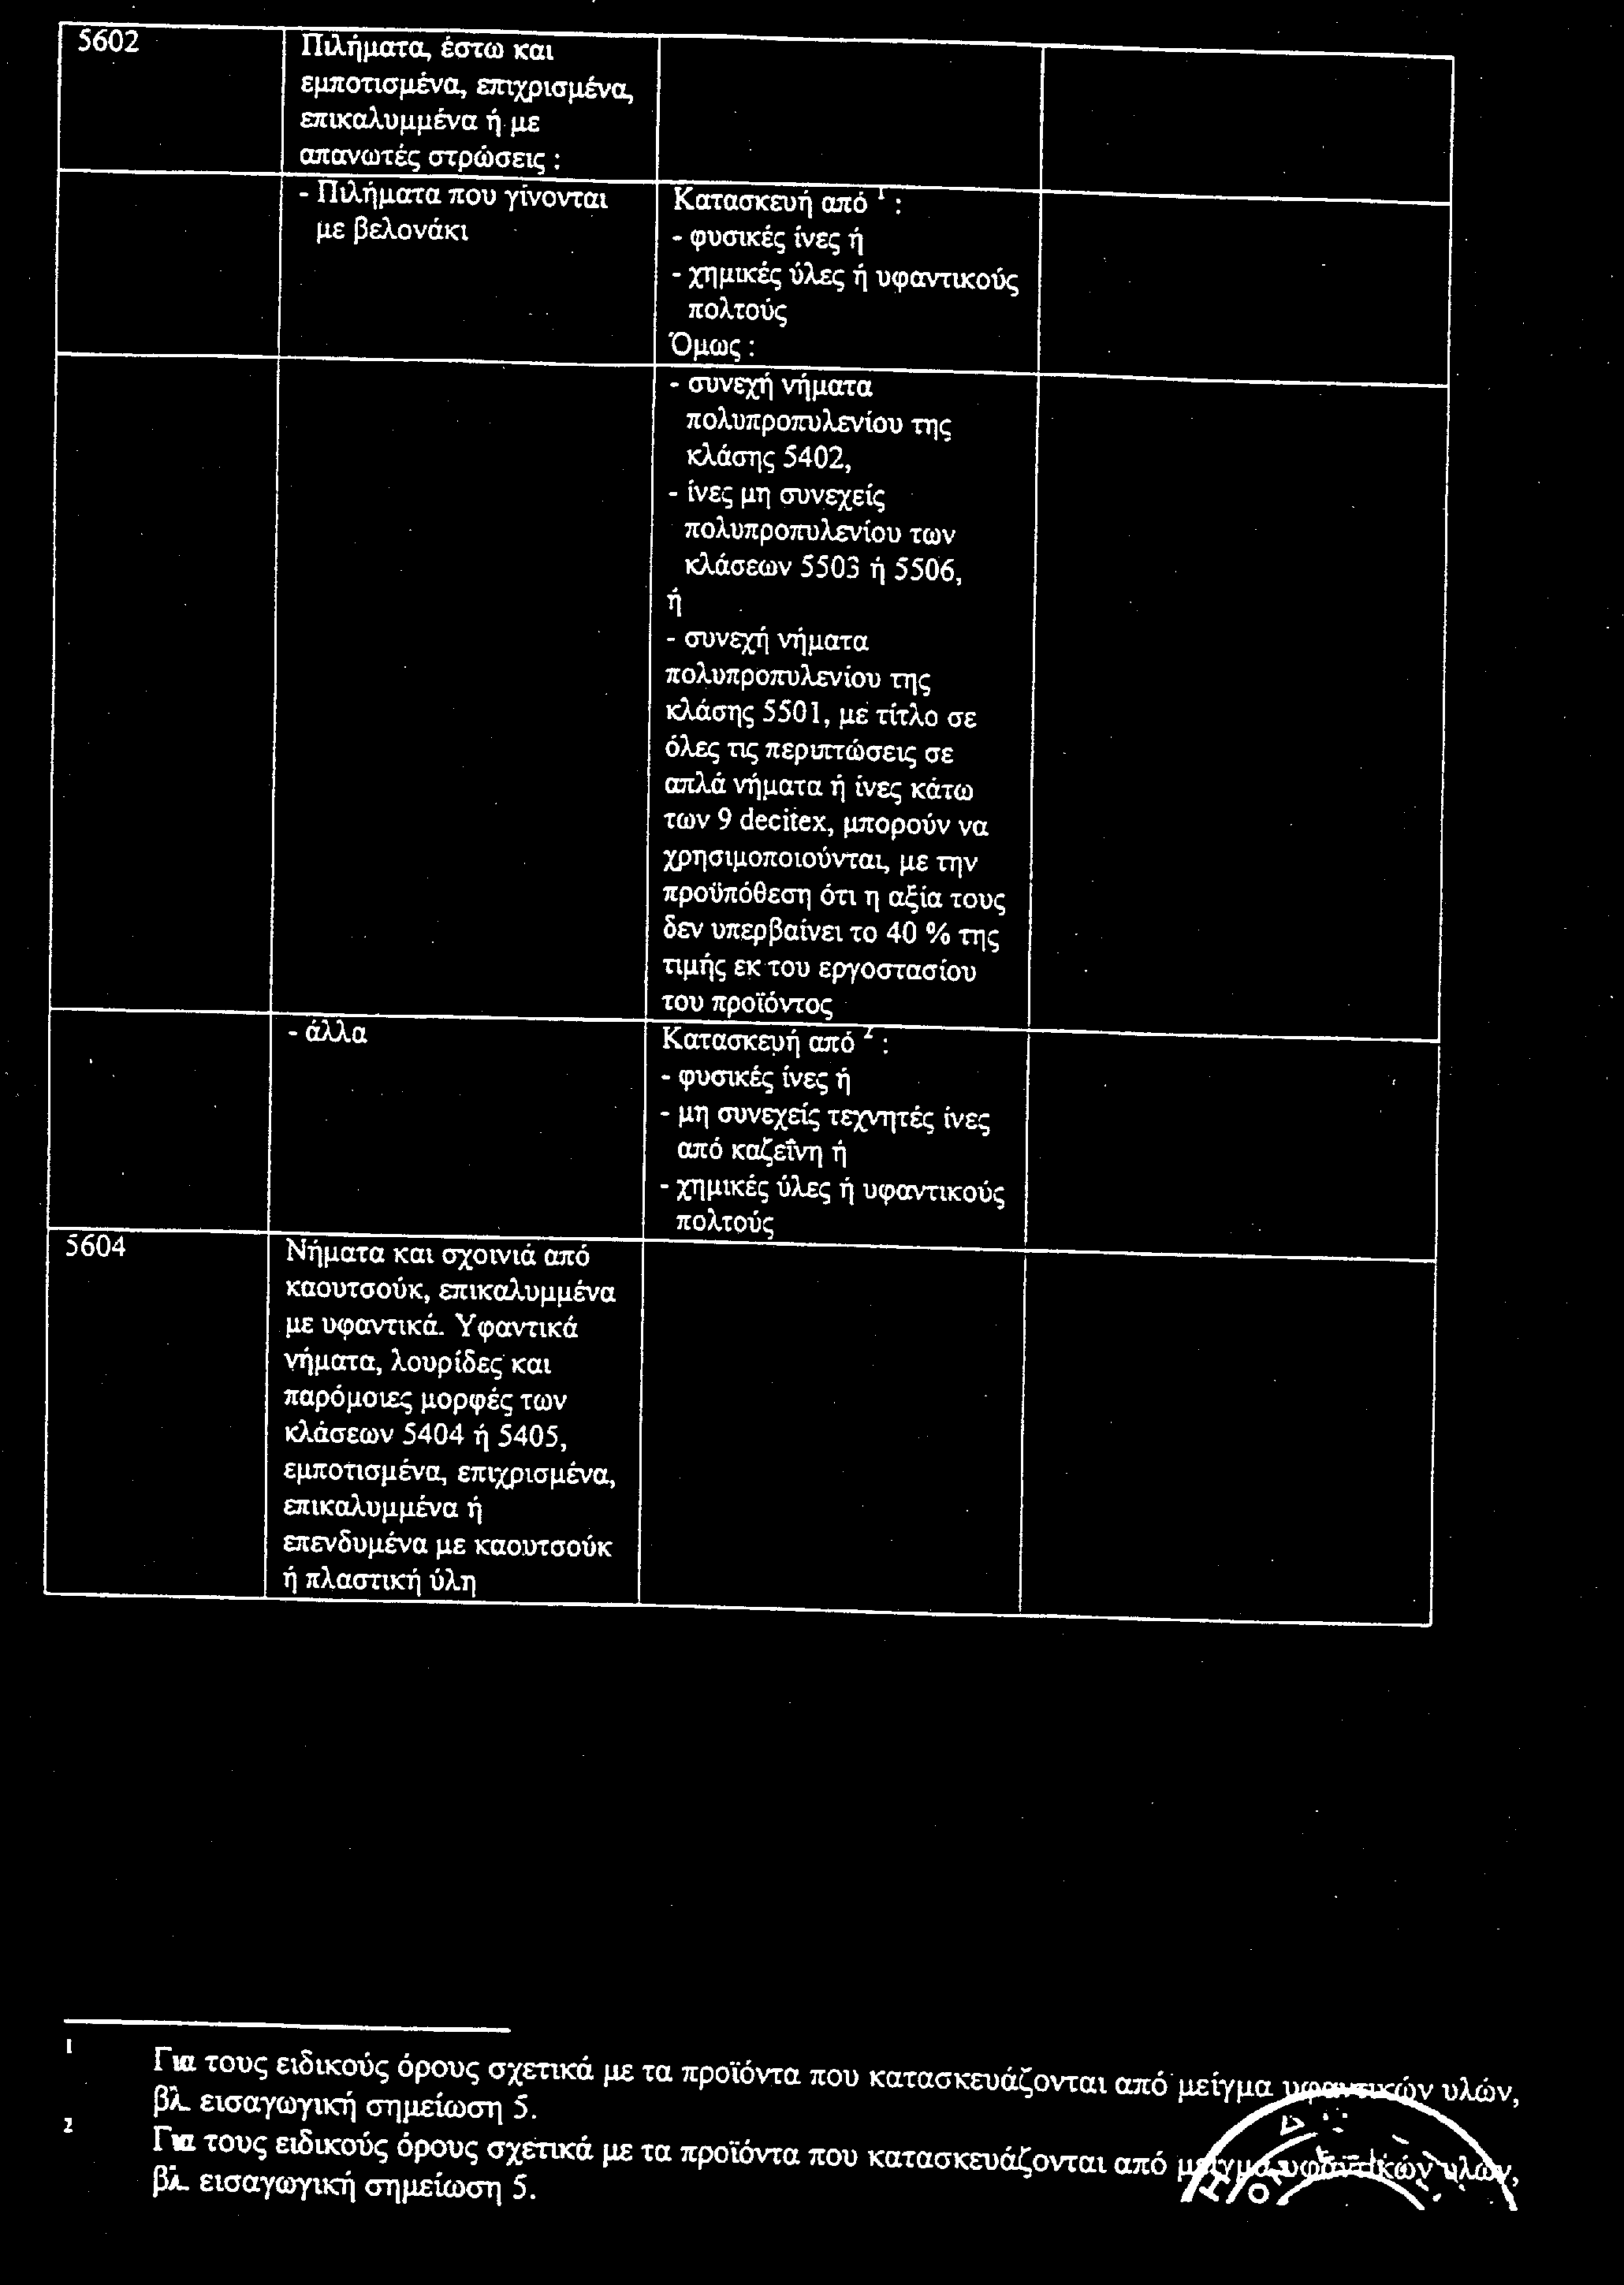 5602
Πιλήματα, έστω και
εμποτισμένα, επιχρισμένα,
επικαλυμμένα ή με
απανωτές στρώσεις :
- Πιλήματα που γίνονται
με βελονάκι
Κατασκευή από 1 :
- φυσικές ίνες ή
- χημικές ύλες ή υφαντικούς
πολτούς
Όμως :
- συνεχή νήματα
πολυπροπυλενίου της
κλάσης 5402,
- ίνες μη συνεχείς
πολυπροπυλενίου των
κλάσεων 5503 ή 5506,
ή
- συνεχή νήματα
πολυπροπυλενίου της
κλάσης 5501, με τίτλο σε
όλες τις περιπτώσεις σε
απλά νήματα ή ίνες κάτω
των 9 decitex, μπορούν να
χρησιμοποιούνται, με την
προϋπόθεση ότι η αξία τους
δεν υπερβαίνει το 40 % της
τιμής εκ του εργοστασίου
του προϊόντος
- άλλα
Κατασκευή από 2 :
- φυσικές ίνες ή
- μη συνεχείς τεχνητές ίνες
από καζεΐνη ή
- χημικές ύλες ή υφαντικούς
πολτούς
5604
Νήματα και σχοινιά από
καουτσούκ, επικαλυμμένα
με υφαντικά. Υφαντικά
νήματα, λουρίδες και
παρόμοιες μορφές των
κλάσεων 5404 ή 5405,
εμποτισμένα, επιχρισμένα,
επικαλυμμένα ή
επενδυμένα με καουτσούκ
ή πλαστική ύλη
1 Για τους ειδικούς όρους σχετικά με τα προϊόντα που κατασκευάζονται από μείγμα υφαντικών υλών,
βλ. εισαγωγική σημείωση 5.
2 Για τους ειδικούς όρους σχετικά με τα προϊόντα που κατασκευάζονται από μείγμα υφαντικών υλών,
βλ. εισαγωγική σημείωση 5.